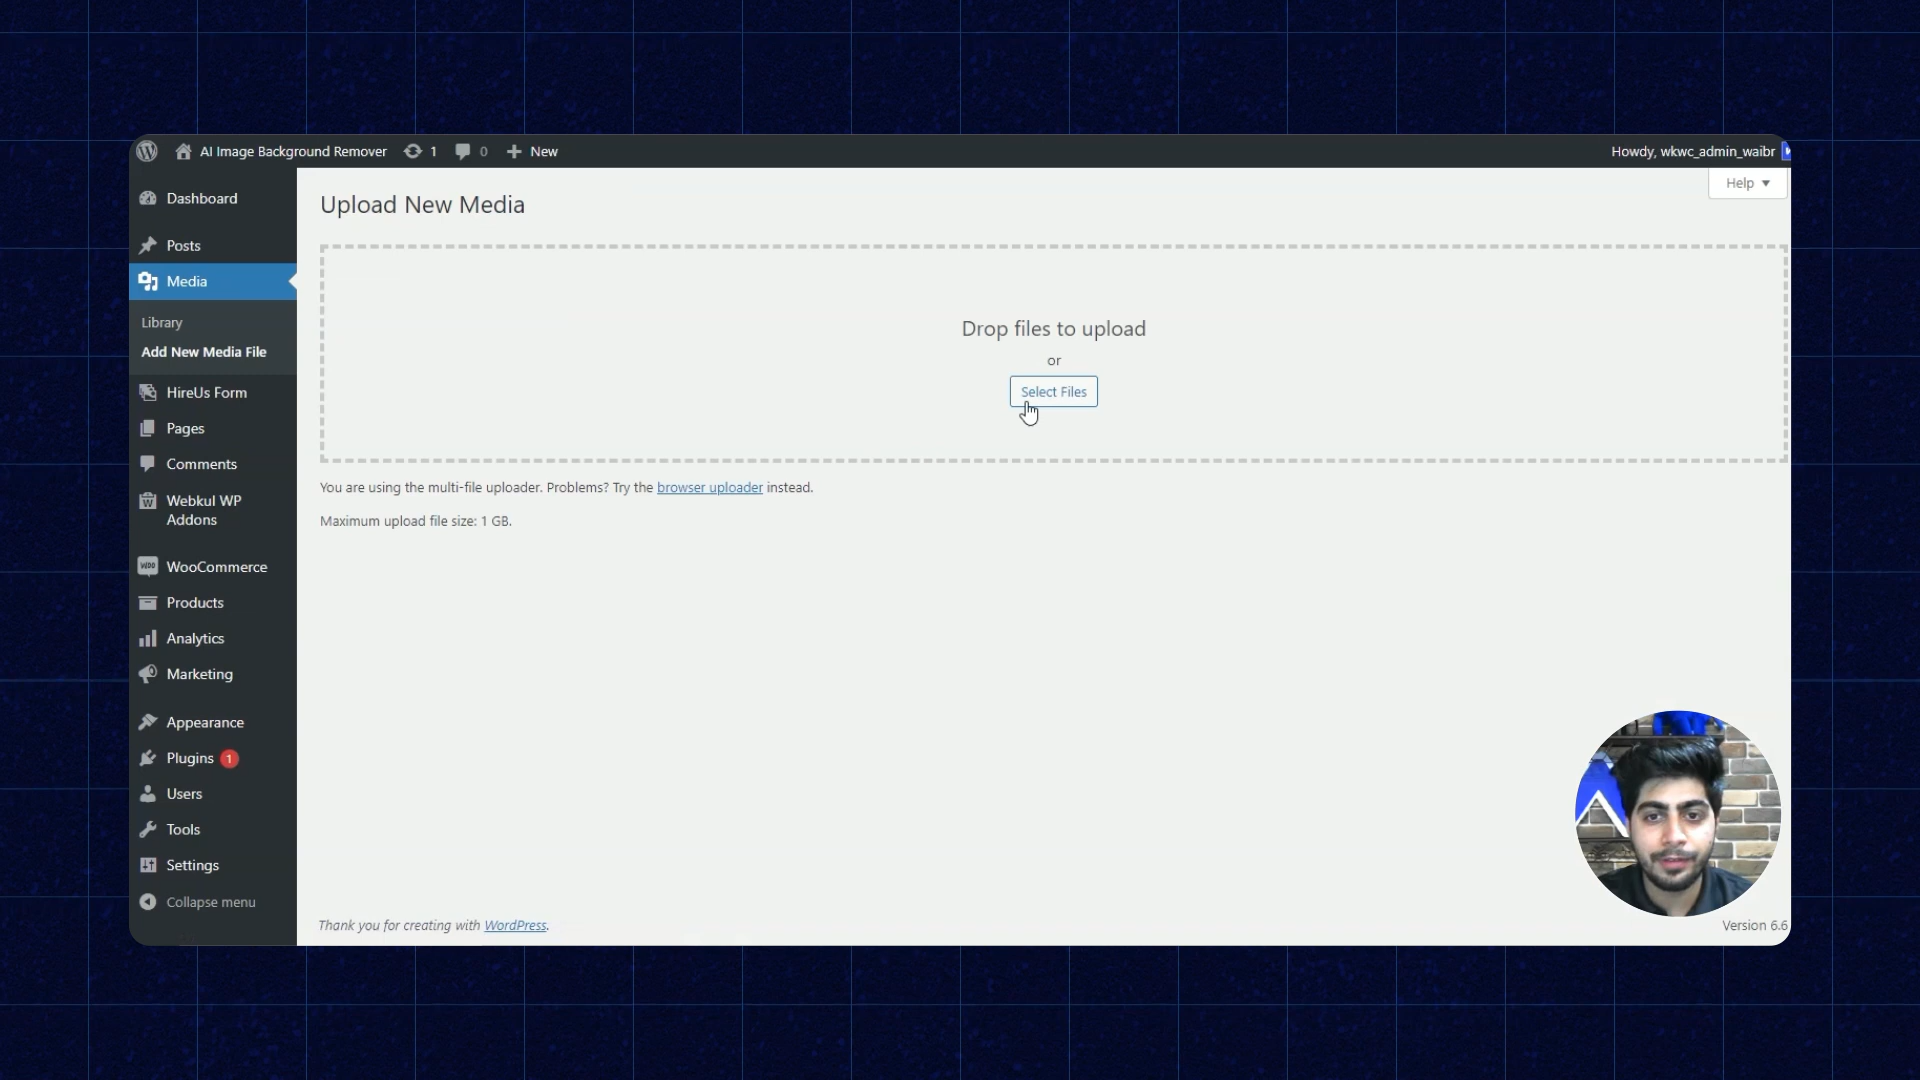 AI Image Background Remover 1 0 New Howdy, wkwc_admin_waibr
Help
Dashboard
Posts
Media
Library
Add New Media File
HireUs Form
Pages
Comments
Webkul WP
Addons
WooCommerce
Products
Analytics
Marketing
Appearance
Plugins 1
Users
Tools
Settings
Collapse menu
Upload New Media
Drop files to upload
or
Select Files
You are using the multi-file uploader. Problems? Try the browser uploader instead.
Maximum upload file size: 1 GB.
Thank you for creating with WordPress.
Version 6.6